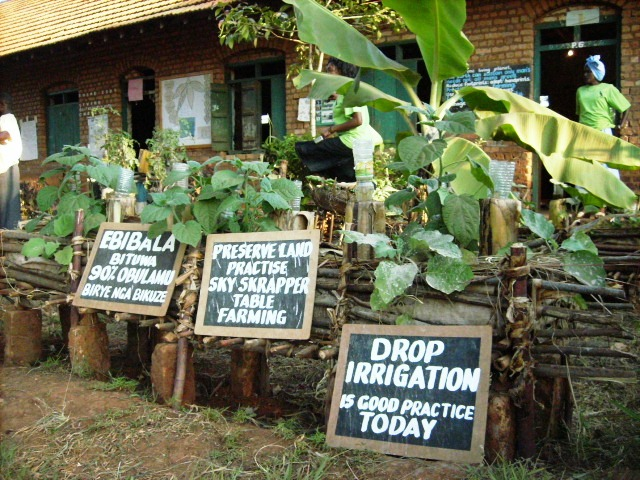 EBIBALA
BITUWA
90% OBULAMU
BIRYE NGA BIKUZE
PRESERVE LAND
PRACTISE
SKY SKRAPPER
TABLE
FARMING
DROP
IRRIGATION
IS GOOD PRACTICE
TODAY
P.6